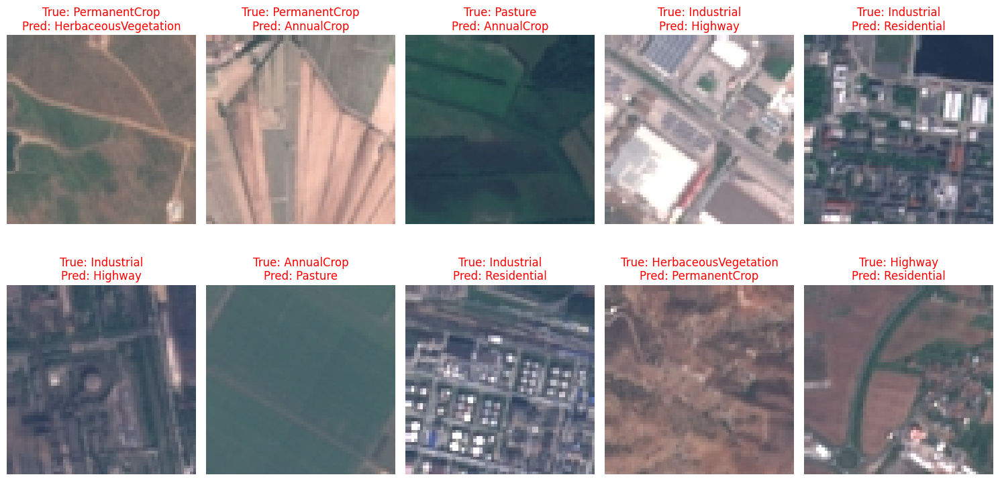 True: PermanentCrop
Pred: HerbaceousVegetation
True: PermanentCrop
Pred: AnnualCrop
True: Pasture
Pred: AnnualCrop
True: Industrial
Pred: Highway
True: Industrial
Pred: Residential
True: Industrial
Pred: Highway
True: AnnualCrop
Pred: Pasture
True: Industrial
Pred: Residential
True: HerbaceousVegetation
Pred: PermanentCrop
True: Highway
Pred: Residential